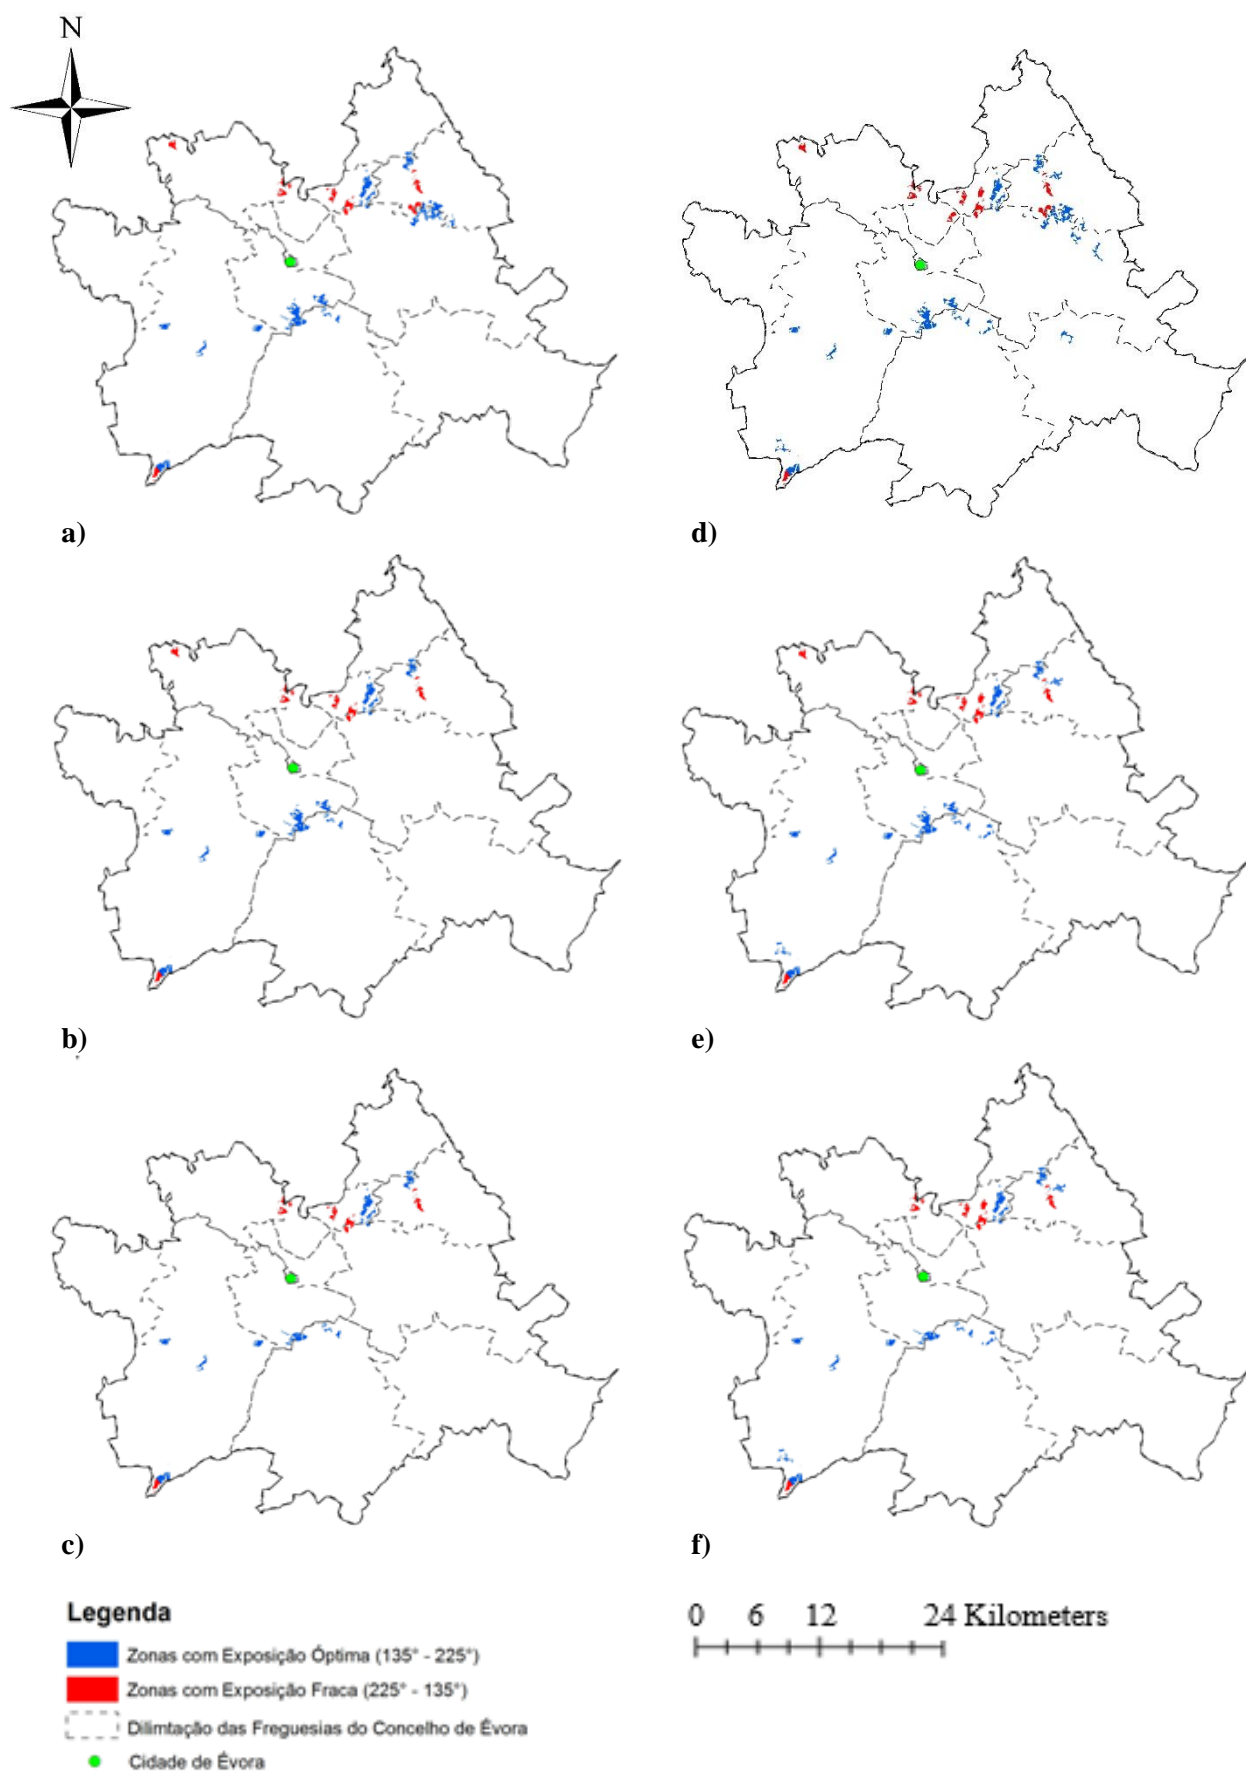 N
a)
d)
b)
e)
c)
f)
Legenda
Zonas com Exposição Óptima (135° - 225°)
Zonas com Exposição Fraca (225° - 135°)
Dilimtação das Freguesias do Concelho de Évora
Cidade de Évora
0 6 12 24 Kilometers